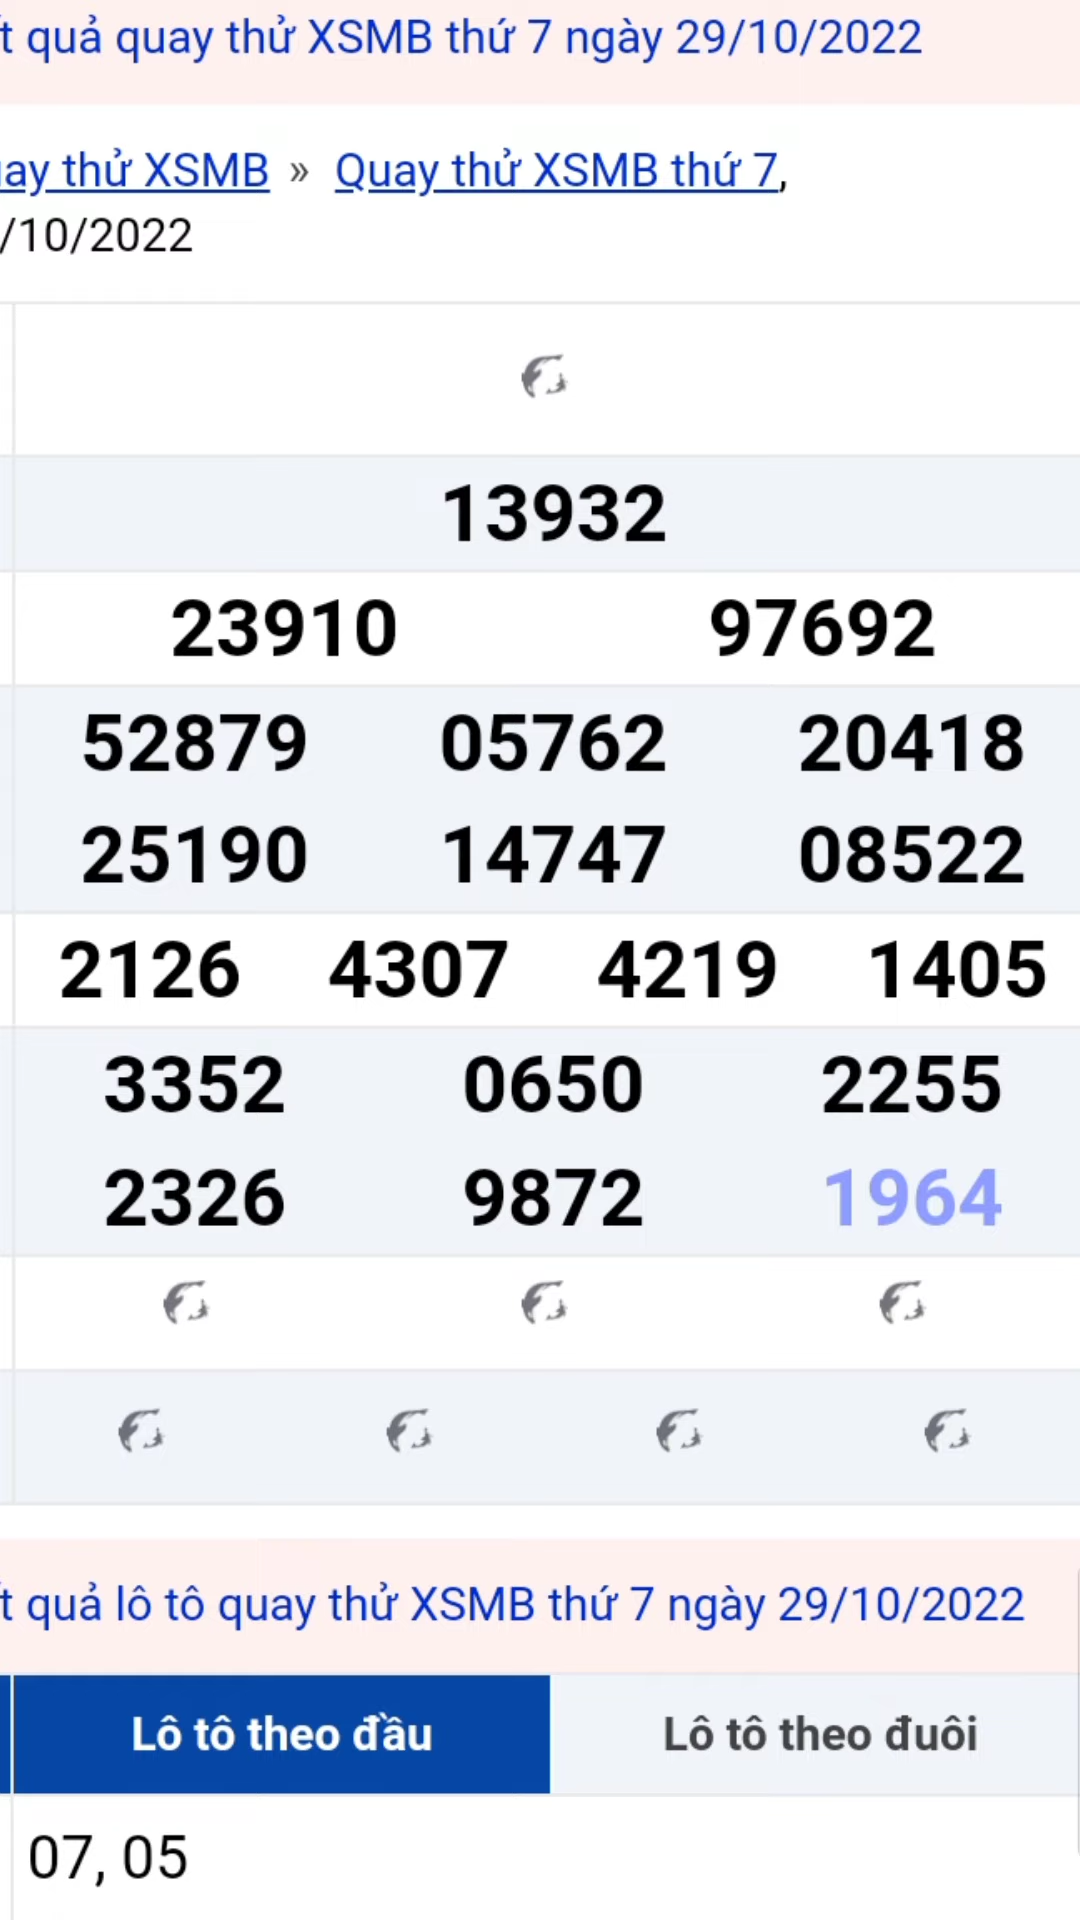 t quả quay thử XSMB thứ 7 ngày 29/10/2022
ay thử XSMB » Quay thử XSMB thứ 7,
/10/2022
13932
23910 97692
52879 05762 20418
25190 14747 08522
2126 4307 4219 1405
3352 0650 2255
2326 9872 1964
t quả lô tô quay thử XSMB thứ 7 ngày 29/10/2022
Lô tô theo đầu Lô tô theo đuôi
07, 05